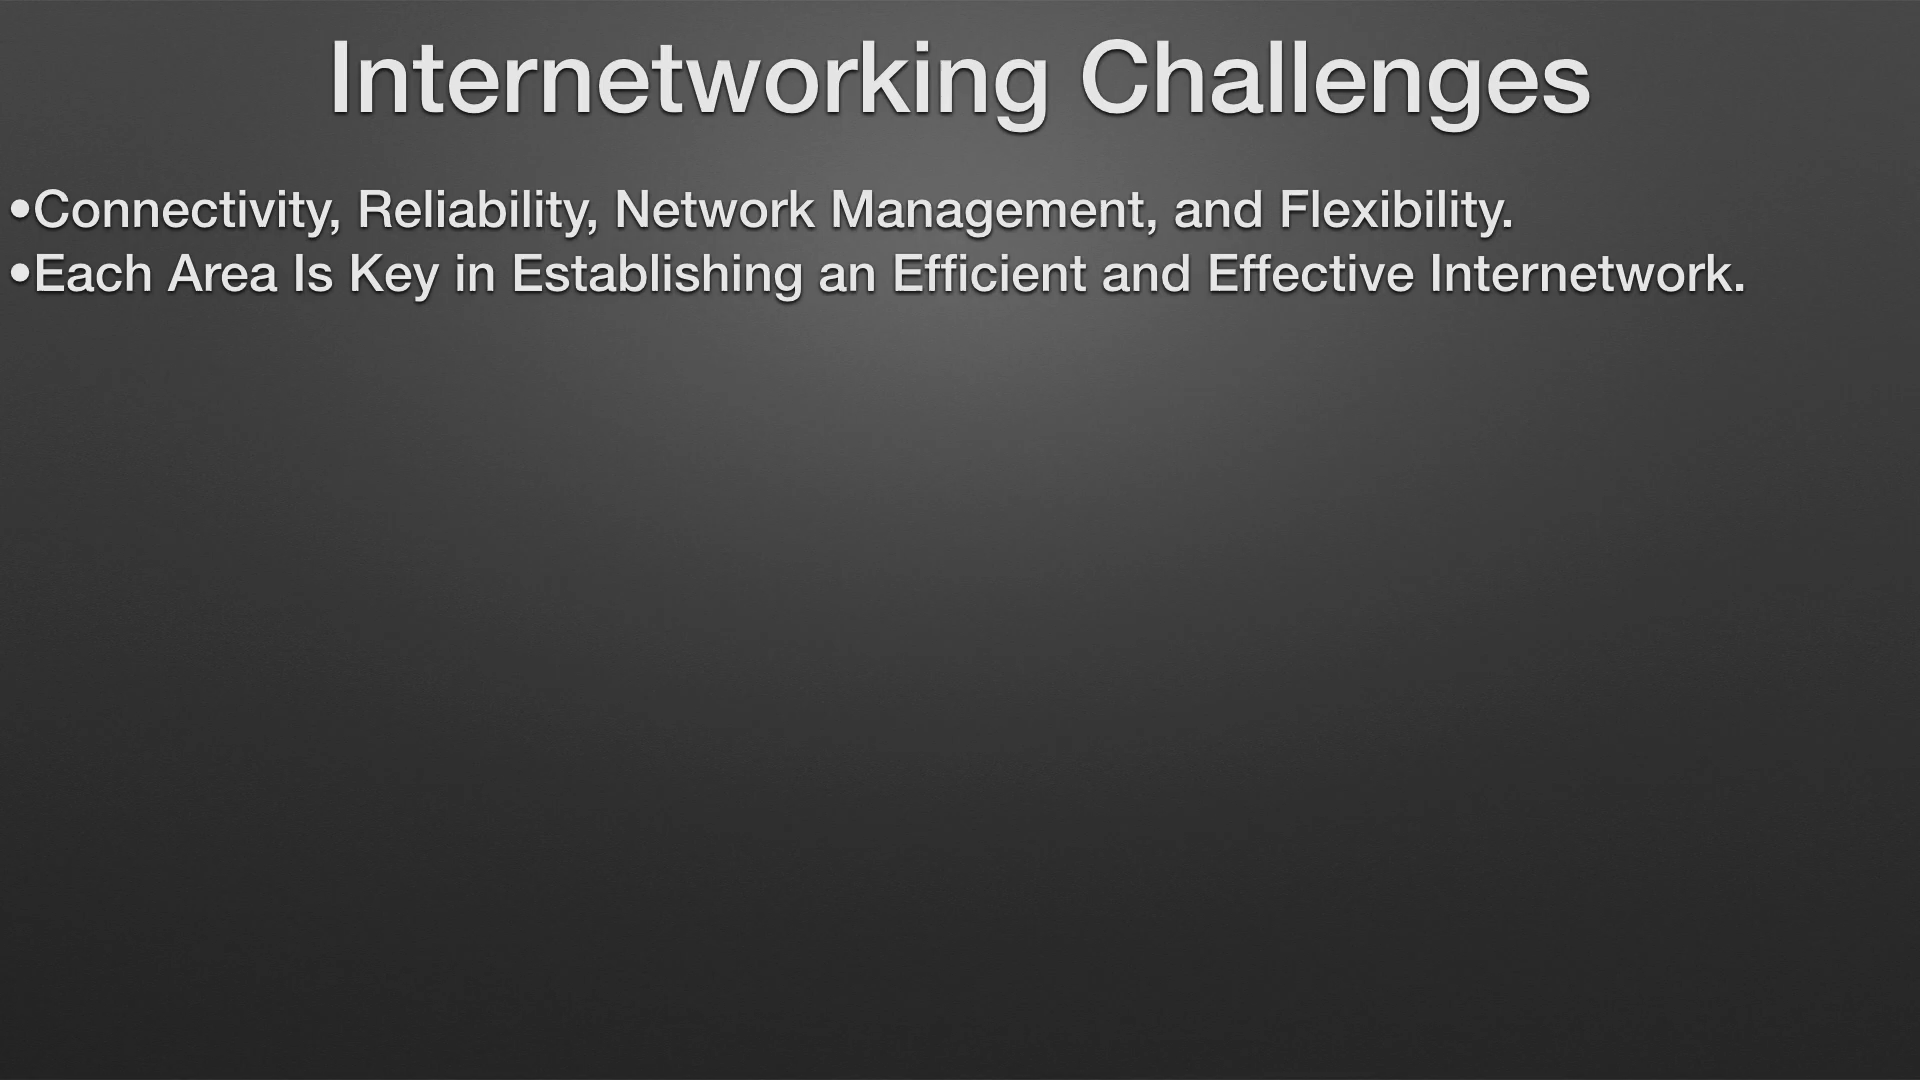 Internetworking Challenges
•Connectivity, Reliability, Network Management, and Flexibility.
•Each Area Is Key in Establishing an Efficient and Effective Internetwork.